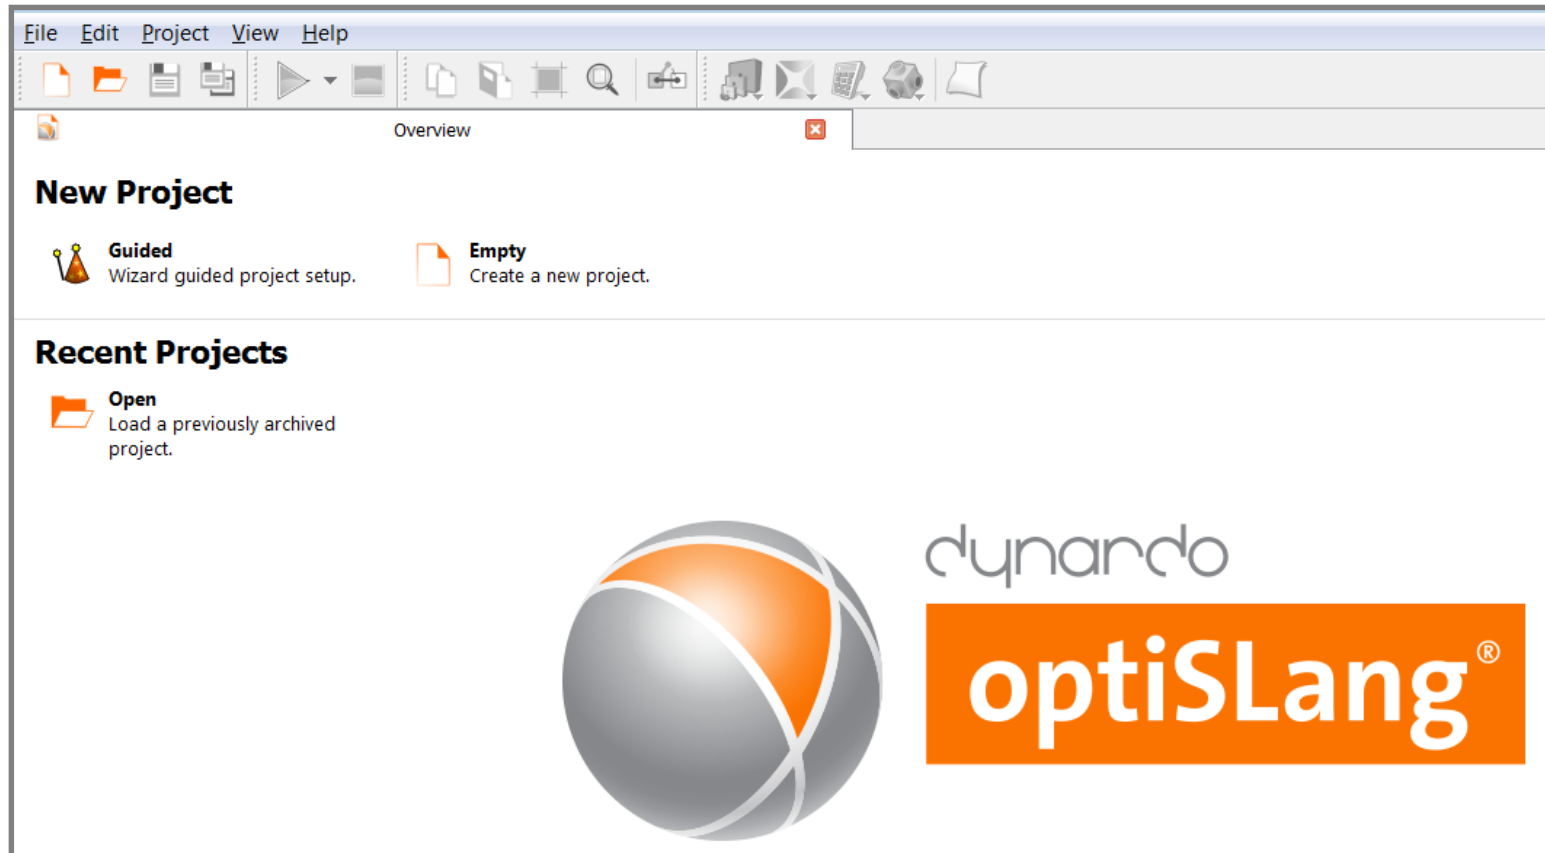 File Edit Project View Help
Overview
New Project
Guided
Wizard guided project setup.
Empty
Create a new project.
Recent Projects
Open
Load a previously archived
project.
dynardo
optiSLang®